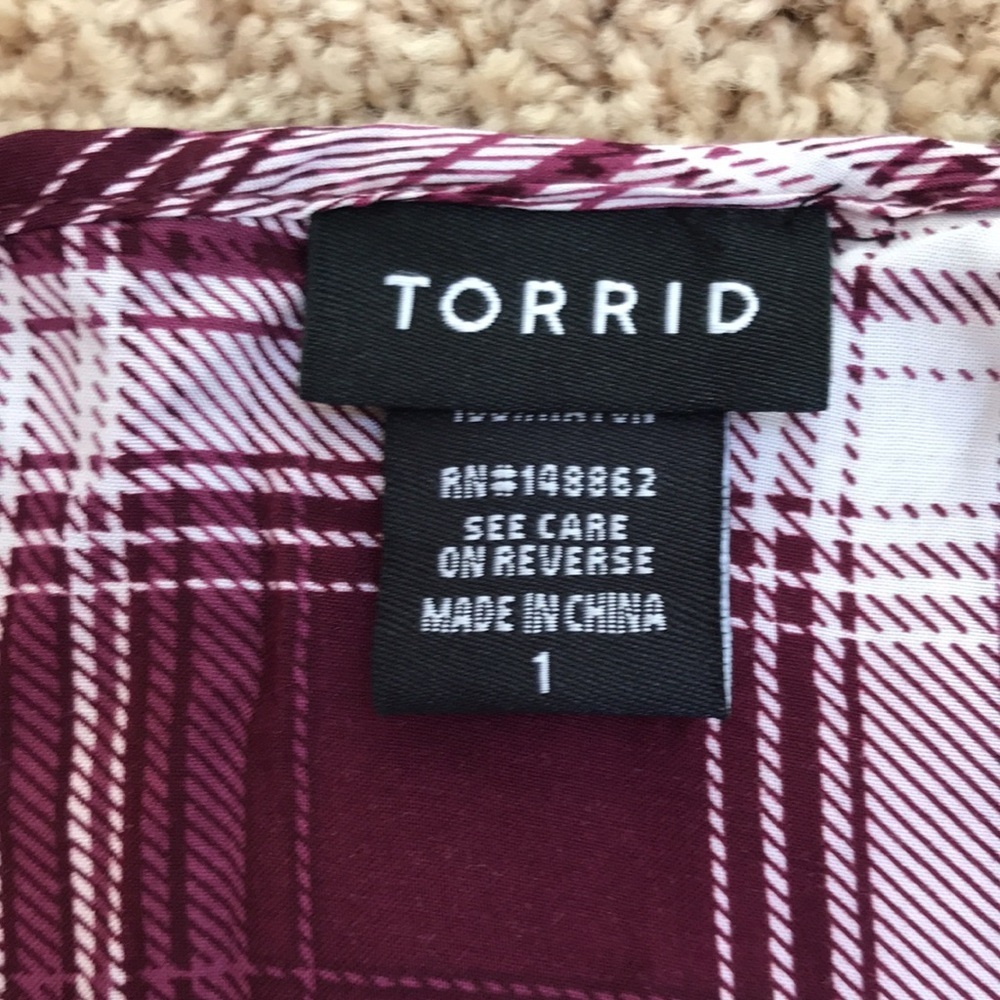 TORRID
RN#148862
SEE CARE
ON REVERSE
MADE IN CHINA
1